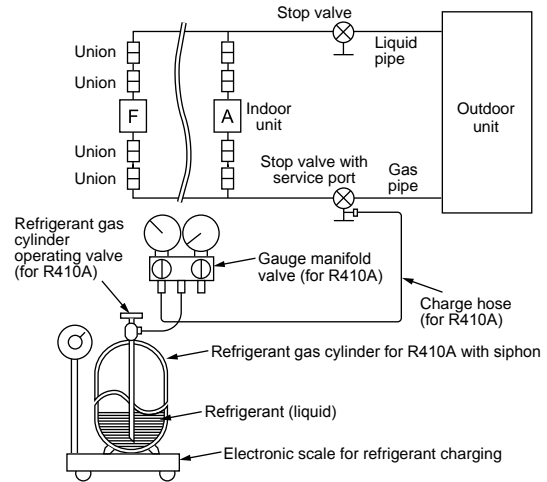 Stop valve
Liquid
pipe
Union
Union
F
A
Indoor
unit
Outdoor
unit
Union
Union
Stop valve with
service port
Gas
pipe
Refrigerant gas
cylinder
operating valve
(for R410A)
Gauge manifold
valve (for R410A)
Charge hose
(for R410A)
Refrigerant gas cylinder for R410A with siphon
Refrigerant (liquid)
Electronic scale for refrigerant charging